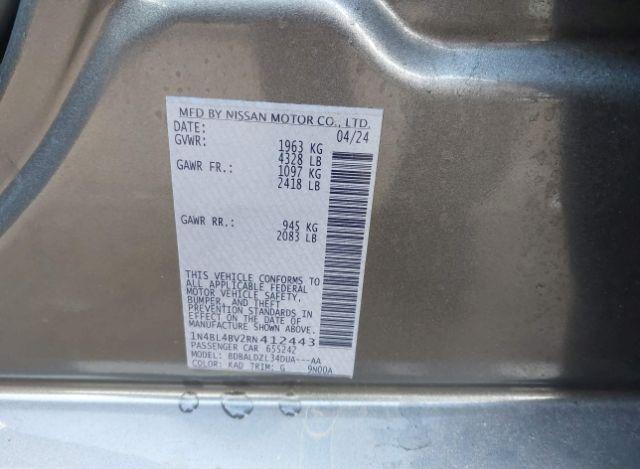 MFD BY NISSAN MOTOR CO., LTD.
DATE: 04/24
GVWR: 1963 KG
4328 LB
GAWR FR.: 1097 KG
2418 LB
GAWR RR.: 945 KG
2083 LB
THIS VEHICLE CONFORMS TO
ALL APPLICABLE FEDERAL
MOTOR VEHICLE SAFETY,
BUMPER, AND THEFT
PREVENTION STANDARDS
IN EFFECT ON THE DATE OF
MANUFACTURE SHOWN ABOVE.
1N4BL4BV2RN412443
PASSENGER CAR 655242
MODEL: BDBALDZL34DUA---AA
COLOR: KAD TRIM: G 9N00A